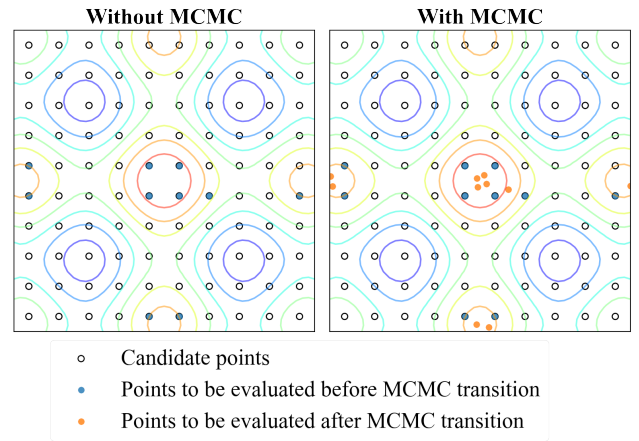 Without MCMC
With MCMC
Candidate points
Points to be evaluated before MCMC transition
Points to be evaluated after MCMC transition